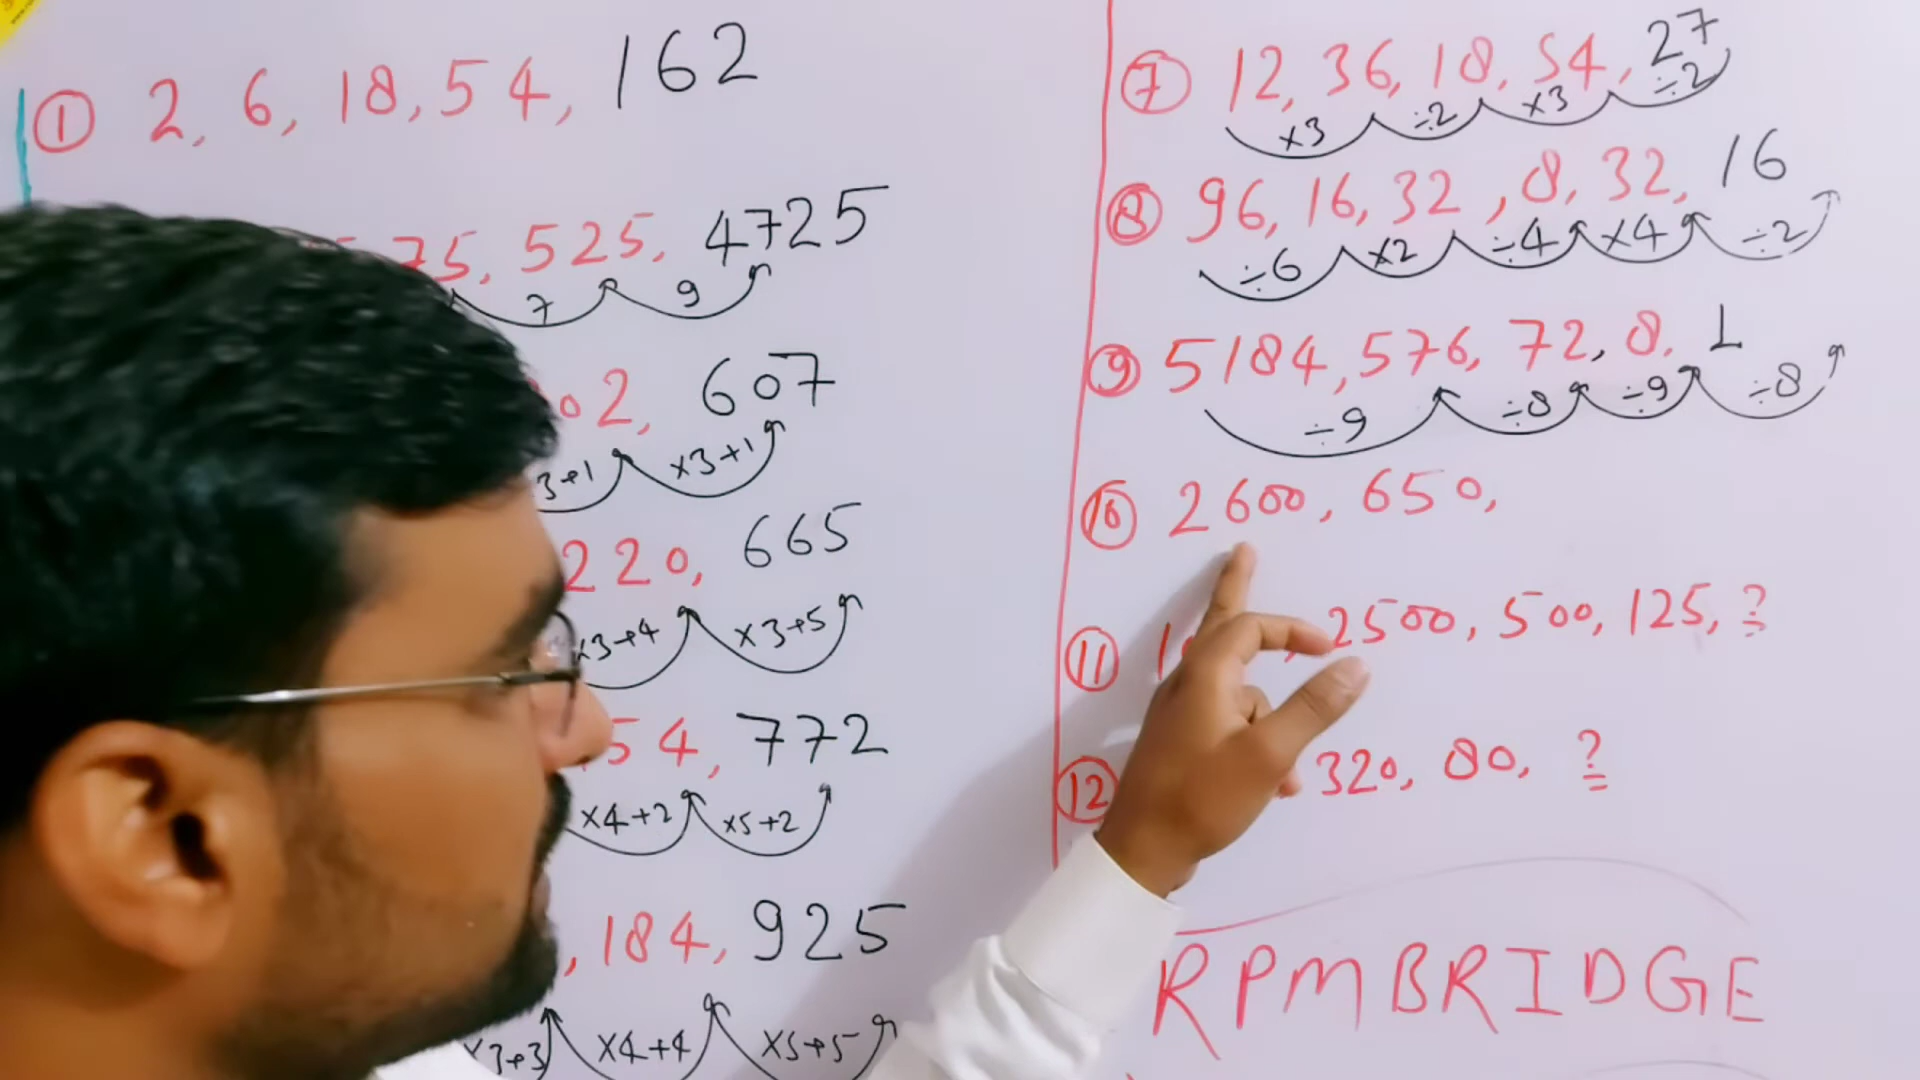 ① 2, 6, 18, 54, 162
75, 525, 4725
7 9
02, 607
3+1 ×3+1
220, 665
×3+4 ×3+5
54, 772
×4+2 ×5+2
, 184, 925
×3+3 ×4+4 ×5+5
⑦ 12, 36, 18, 54, 27
×3 ÷2 ×3 ÷2
⑧ 96, 16, 32, 8, 32, 16
÷6 ×2 ÷4 ×4 ÷2
⑨ 5184, 576, 72, 8, 1
÷9 ÷8 ÷9 ÷8
⑩ 2600, 650,
⑪ 2500, 500, 125, ?
⑫ 320, 80, ?
RPMBRIDGE